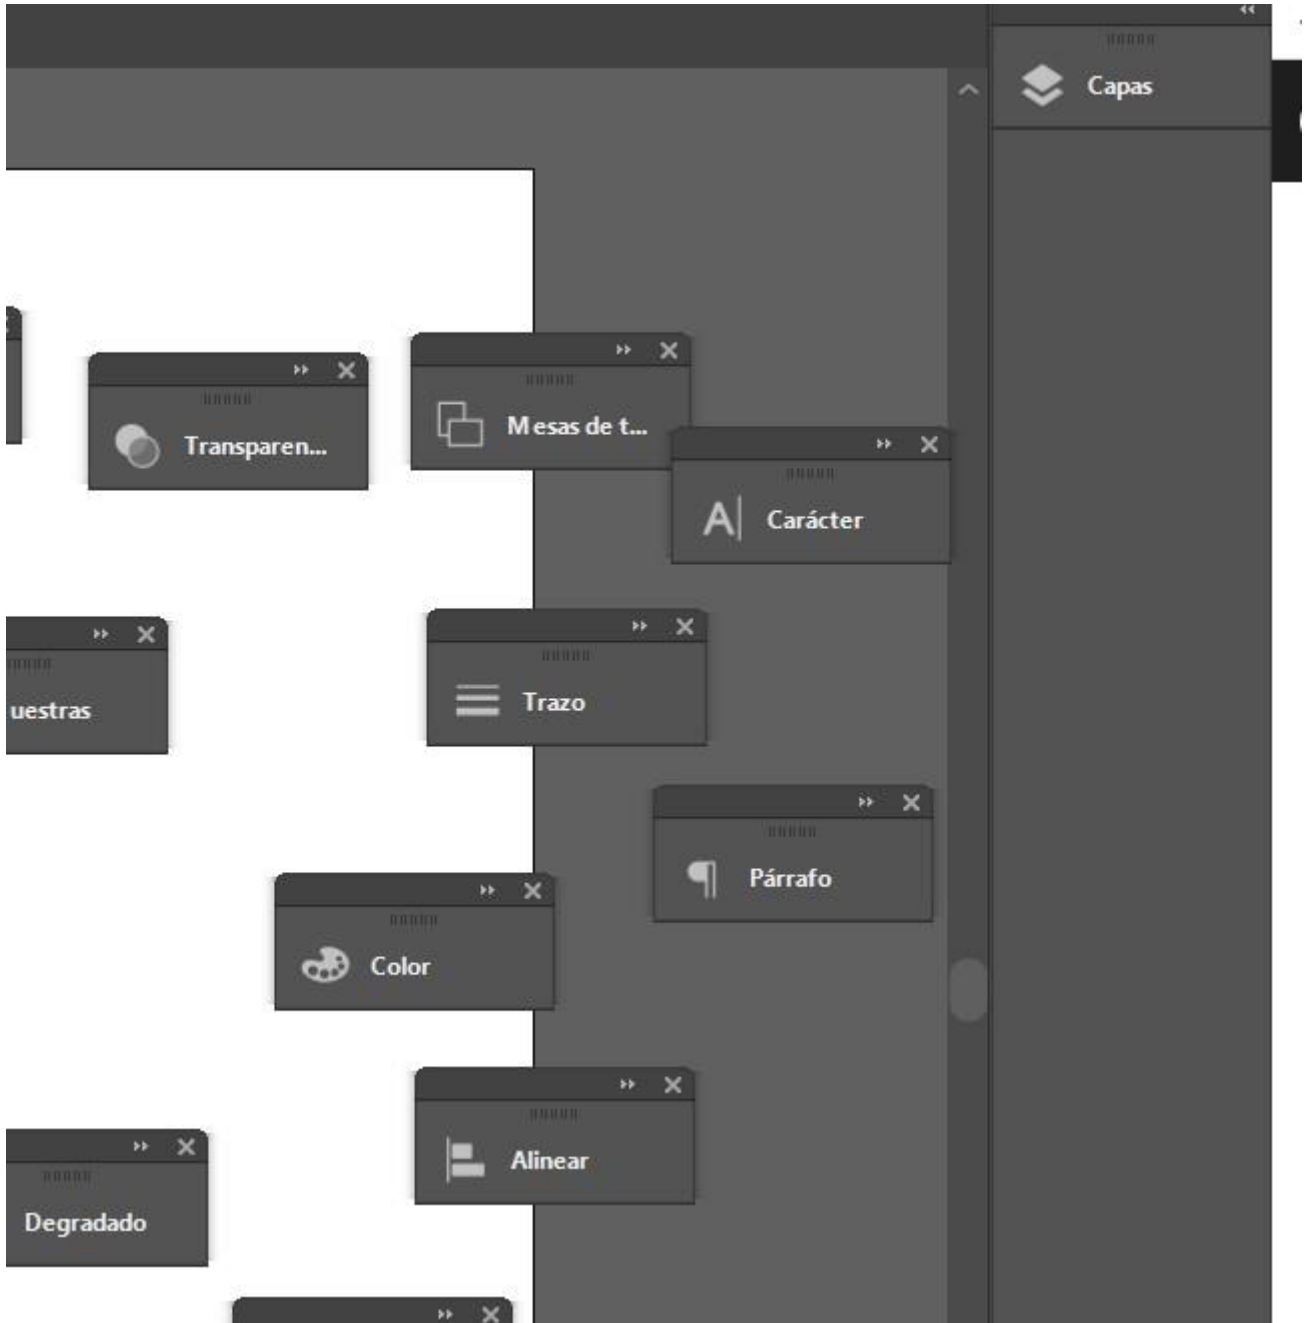 Capas
Transparen...
Mesas de t...
Carácter
uestras
Trazo
Párrafo
Color
Alinear
Degradado